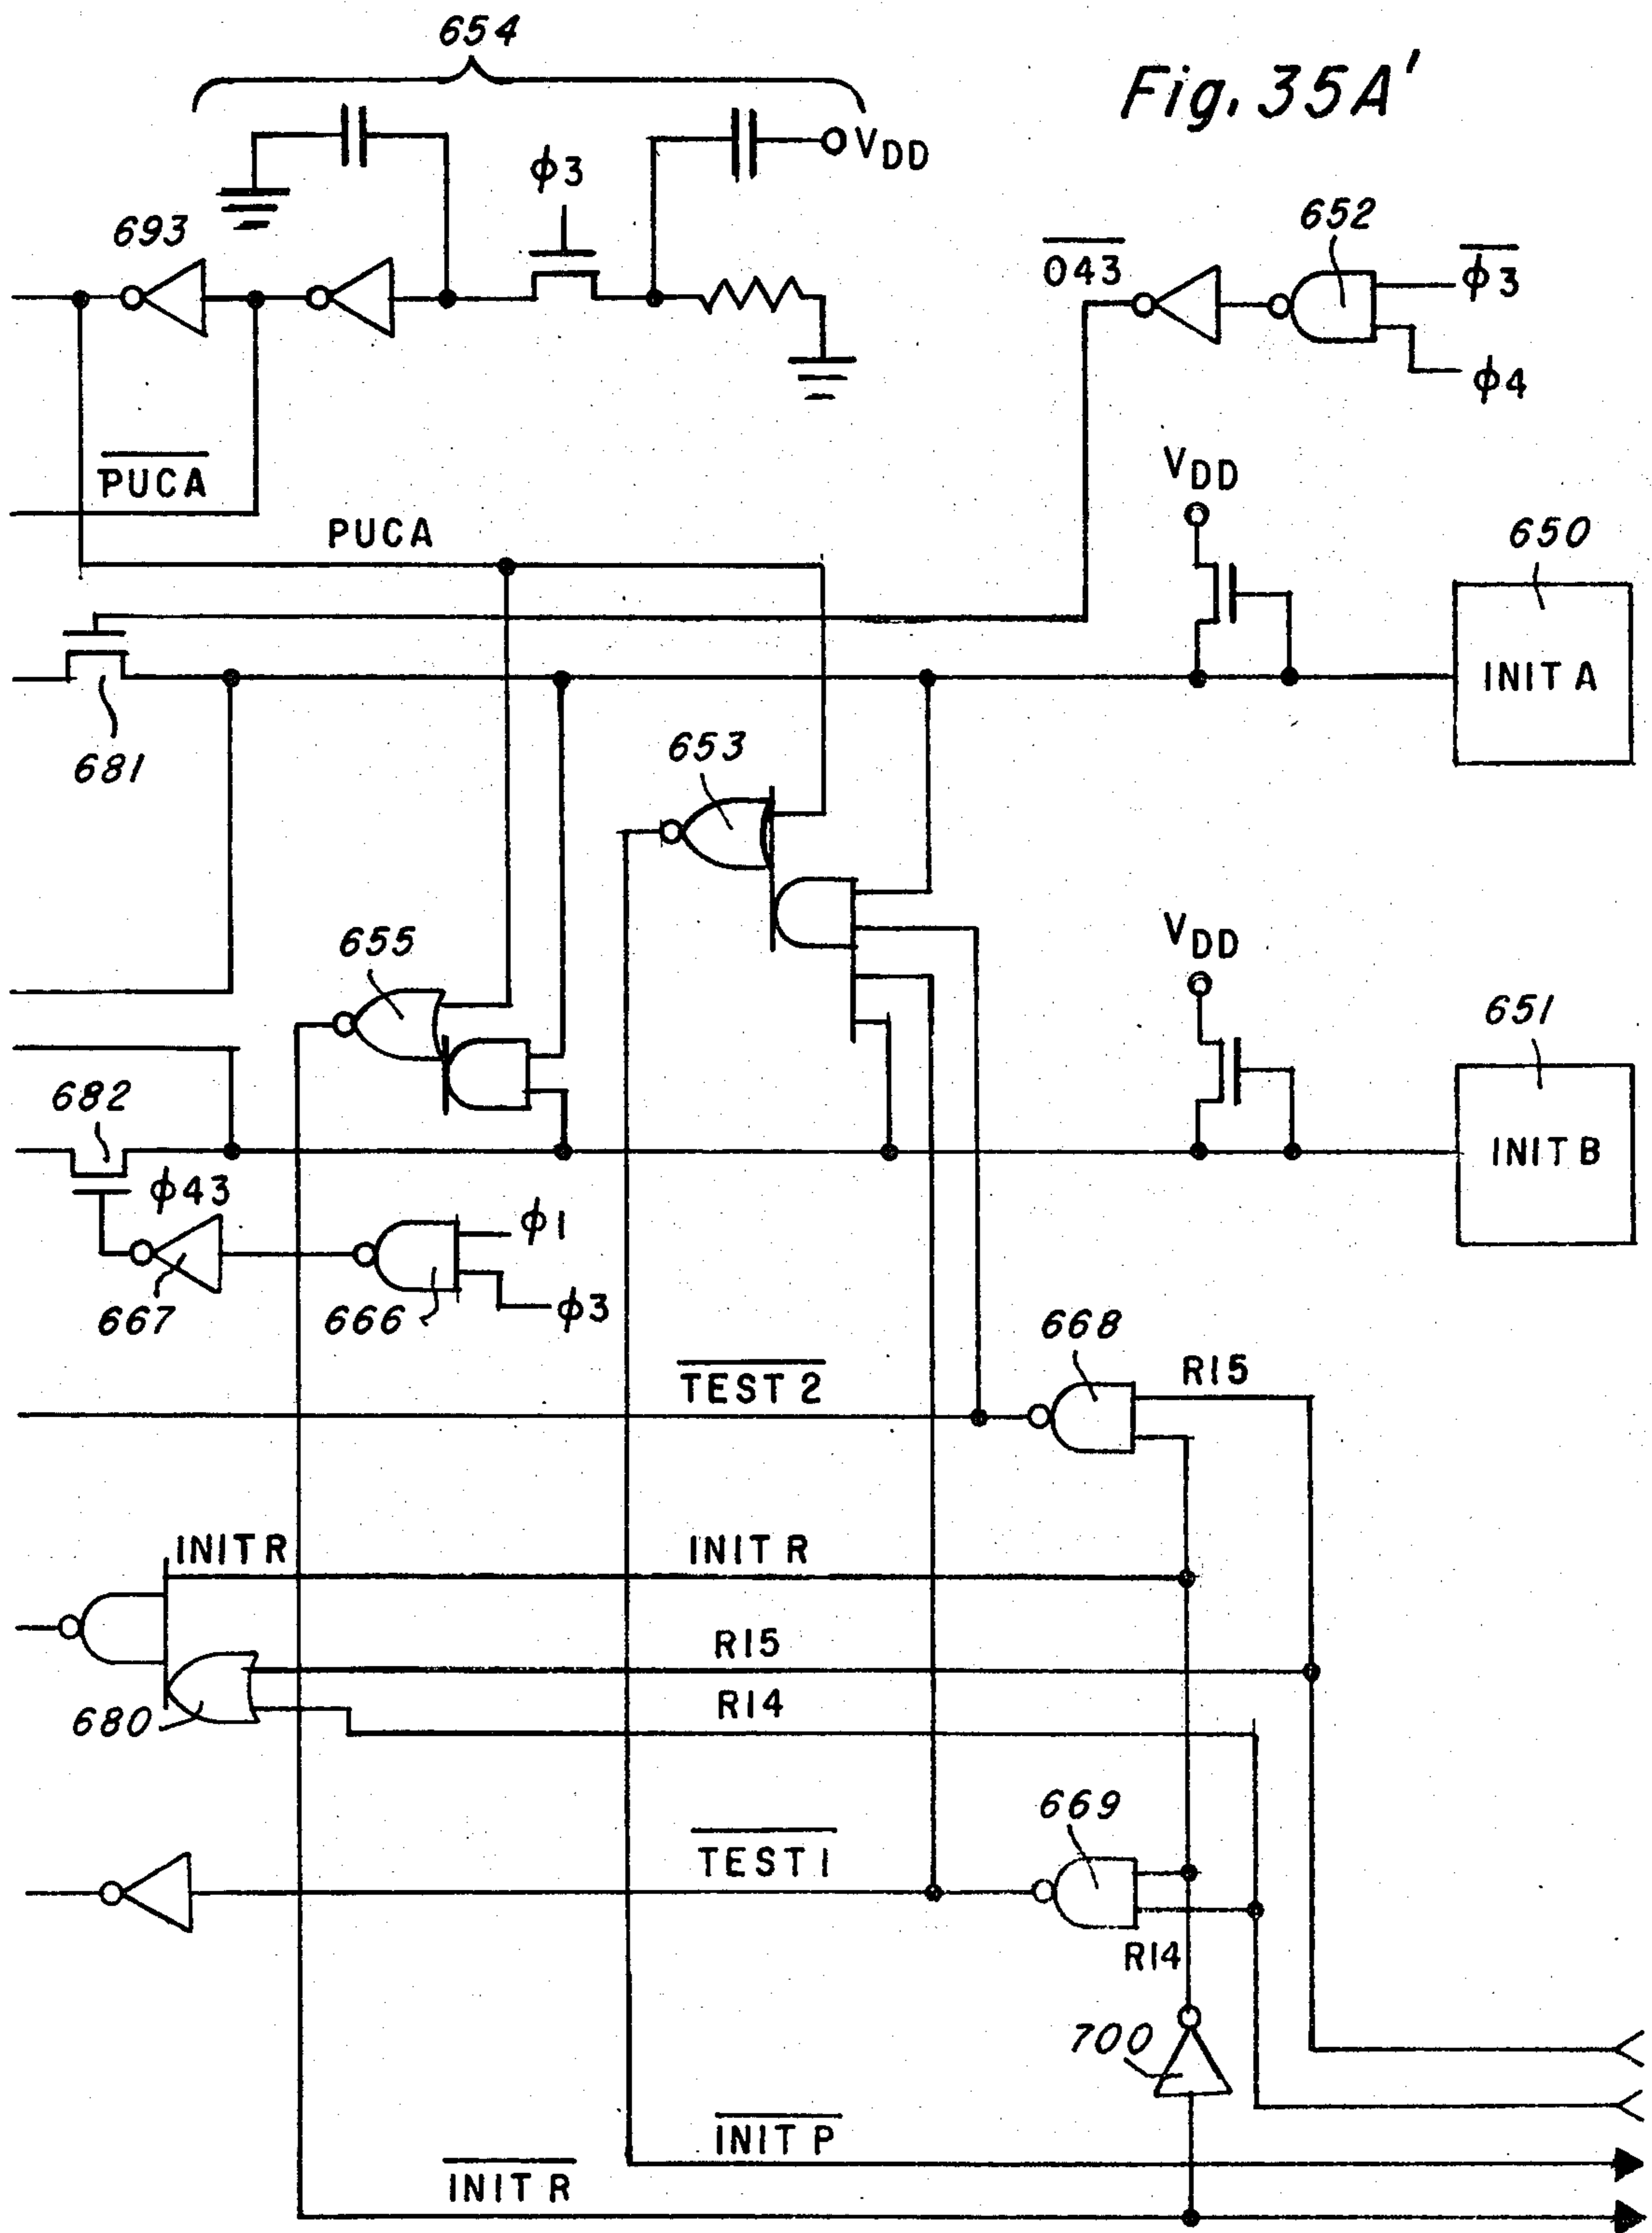 654
Fig. 35A'
VDD
ϕ3
693
652
043
ϕ3
ϕ4
PUCA
VDD
PUCA
650
INIT A
681
653
VDD
655
651
682
INIT B
ϕ43
ϕ1
667
666
ϕ3
668
R15
TEST 2
INIT R
INIT R
R15
R14
680
669
TEST 1
R14
700
INIT P
INIT R